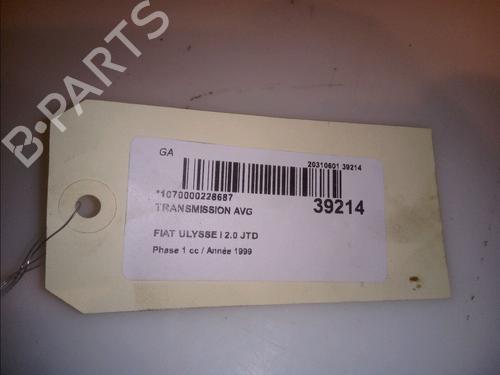 B-PARTS
GA
20310601 39214
*1070000228687
TRANSMISSION AVG
39214
FIAT ULYSSE I 2.0 JTD
Phase 1 cc / Année 1999